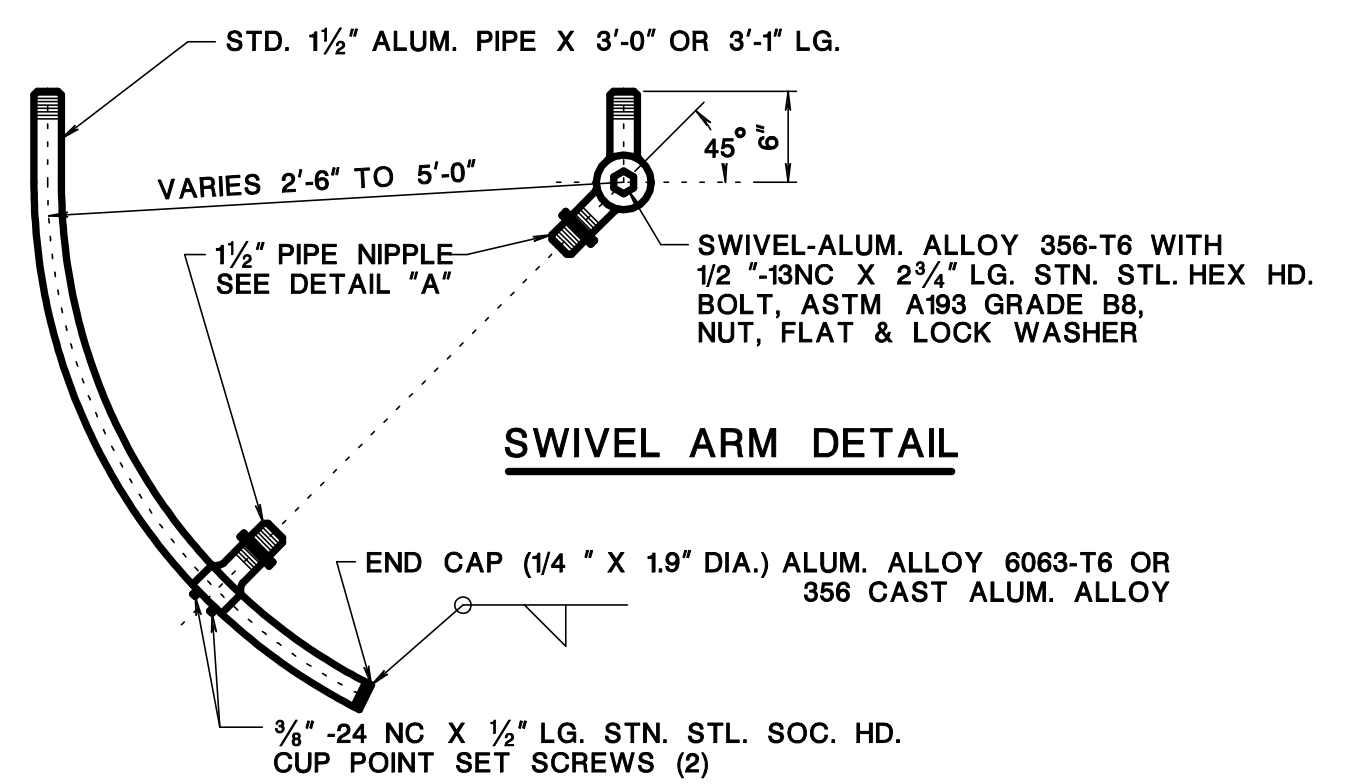 STD. 1½" ALUM. PIPE X 3'-0" OR 3'-1" LG.
45°
6"
VARIES 2'-6" TO 5'-0"
1½" PIPE NIPPLE
SEE DETAIL "A"
SWIVEL-ALUM. ALLOY 356-T6 WITH
1/2 "-13NC X 2¾" LG. STN. STL. HEX HD.
BOLT, ASTM A193 GRADE B8,
NUT, FLAT & LOCK WASHER
SWIVEL ARM DETAIL
END CAP (1/4 " X 1.9" DIA.) ALUM. ALLOY 6063-T6 OR
356 CAST ALUM. ALLOY
⅜" -24 NC X ½" LG. STN. STL. SOC. HD.
CUP POINT SET SCREWS (2)